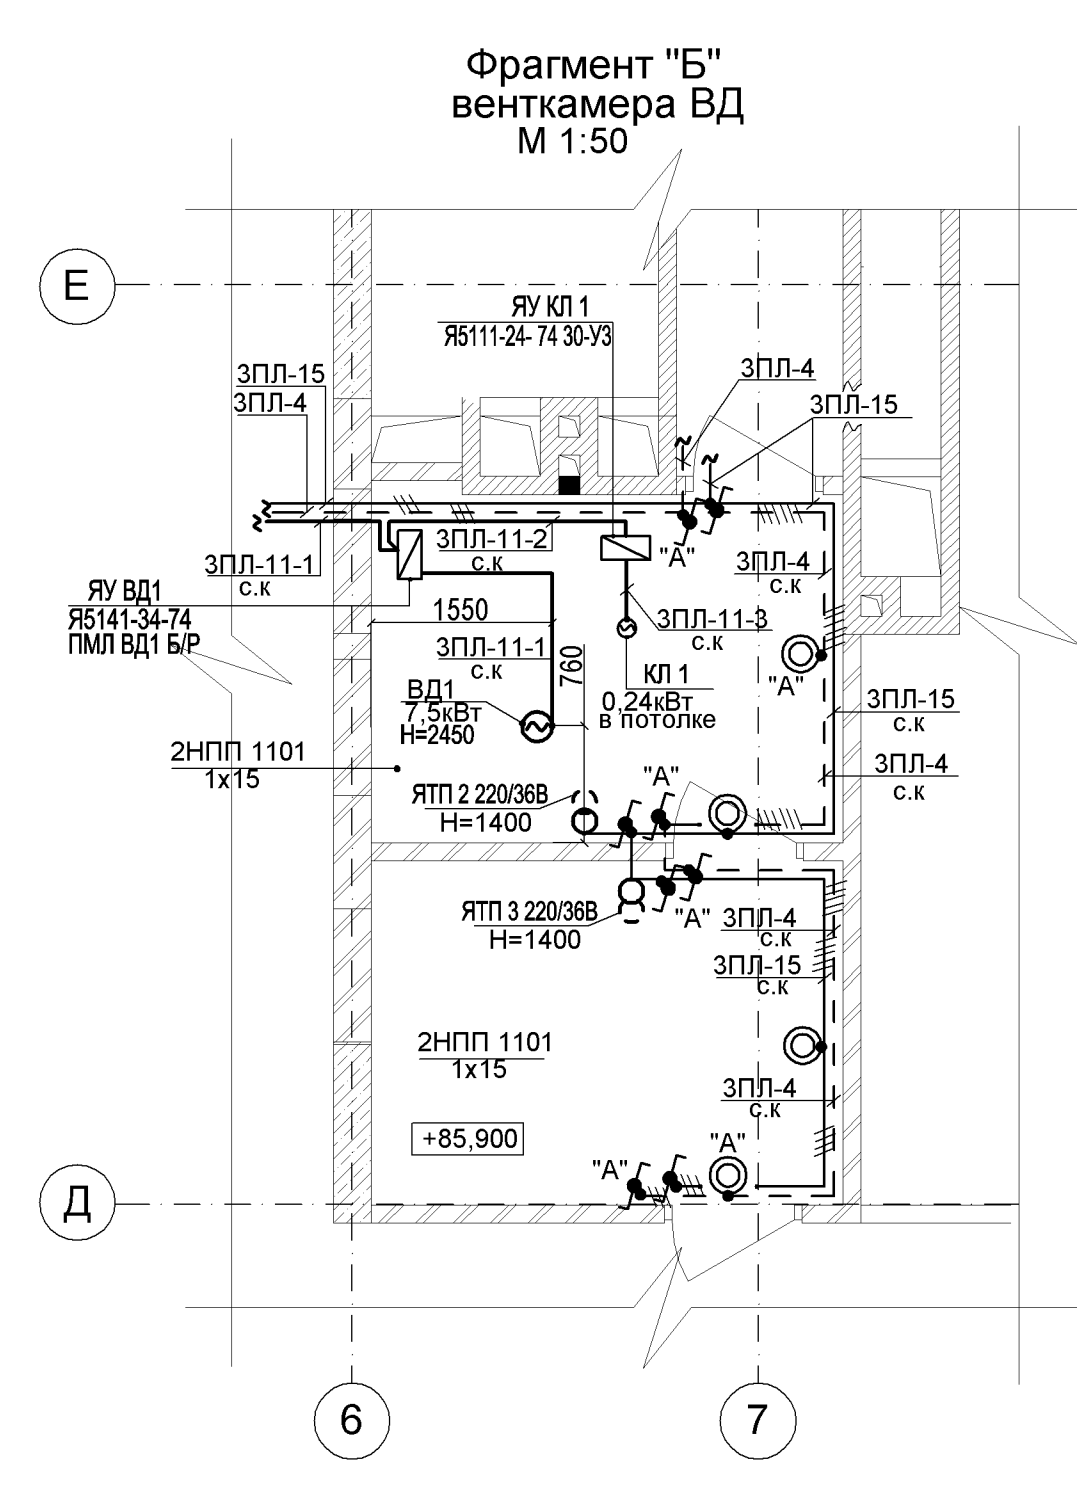 Фрагмент "Б"
венткамера ВД
М 1:50
Е
ЯУ КЛ 1
Я5111-24- 74 30-У3
3ПЛ-15
3ПЛ-4
3ПЛ-4
3ПЛ-15
"А"
3ПЛ-11-2
с.к
3ПЛ-11-1
с.к
3ПЛ-4
с.к
ЯУ ВД1
Я5141-34-74
ПМЛ ВД1 Б/Р
1550
3ПЛ-11-3
с.к
3ПЛ-11-1
с.к
760
"А"
КЛ 1
0,24кВт
в потолке
ВД1
7,5кВт
Н=2450
3ПЛ-15
с.к
2НПП 1101
1х15
3ПЛ-4
с.к
"А"
ЯТП 2 220/36В
Н=1400
ЯТП 3 220/36В
Н=1400
"А"
3ПЛ-4
с.к
3ПЛ-15
с.к
2НПП 1101
1х15
3ПЛ-4
с.к
+85,900
"А"
"А"
Д
6
7